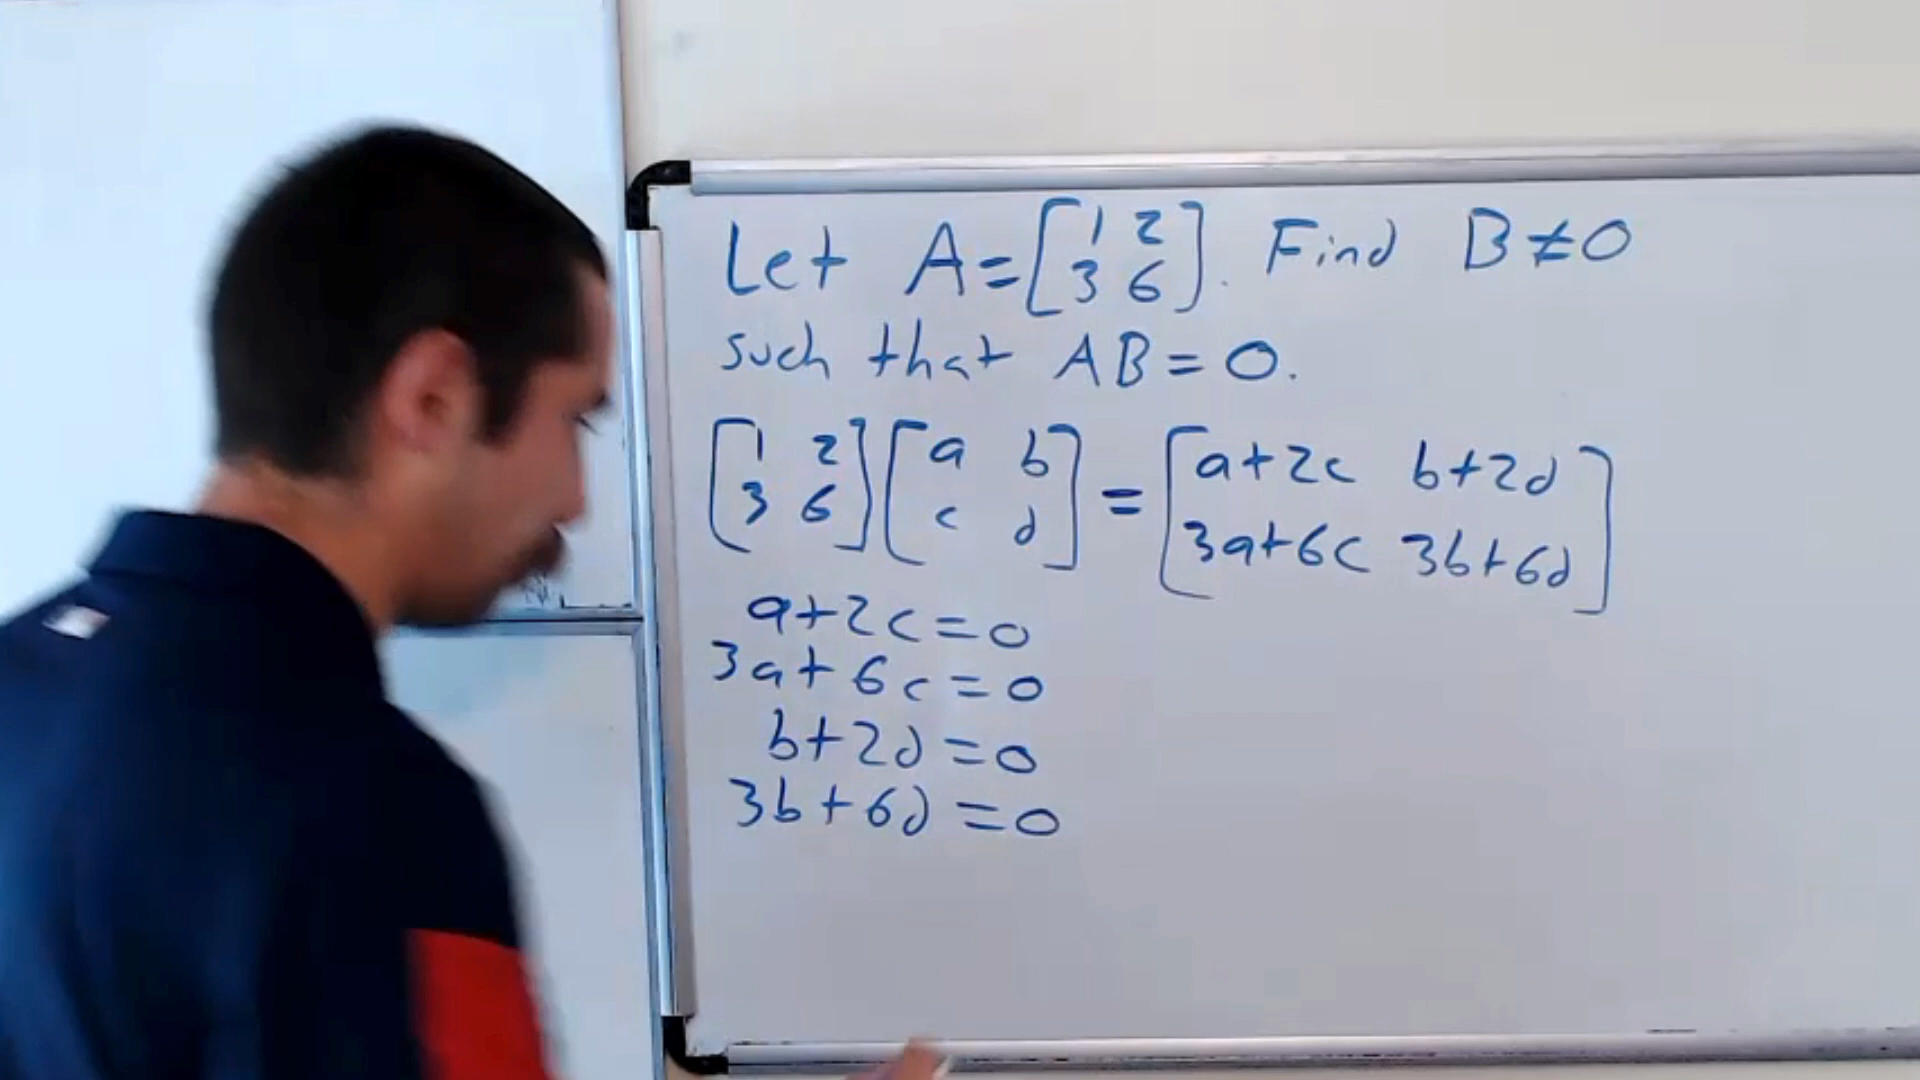 Let A = [1 2; 3 6]. Find B ≠ 0
such that AB = 0.
[1 2; 3 6] [a b; c d] = [a+2c b+2d; 3a+6c 3b+6d]
a+2c=0
3a+6c=0
b+2d=0
3b+6d=0